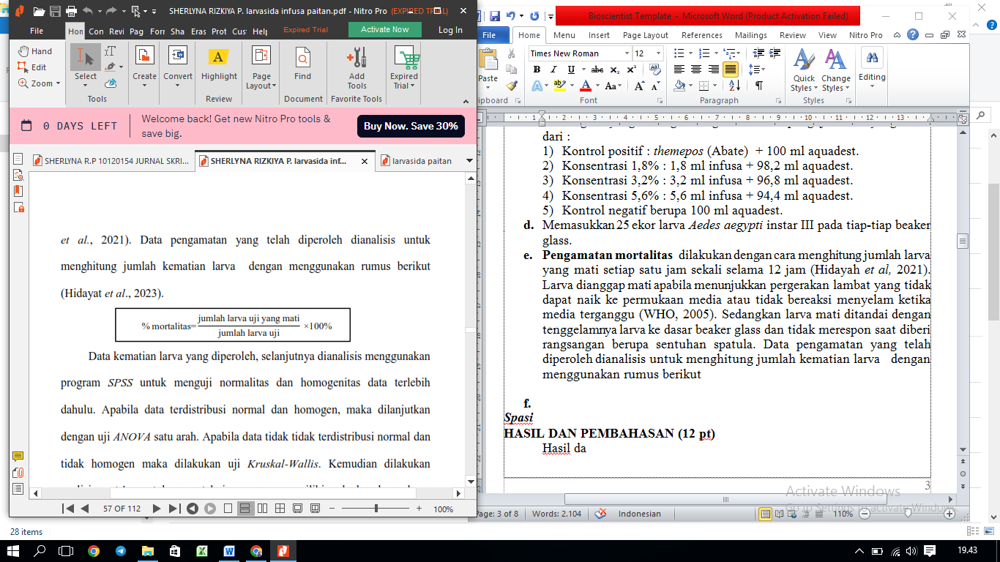 SHERLYNA RIZKIYA P. larvasida infusa paitan.pdf - Nitro Pro (EXPIRED TRIAL)
File Hon Con Revi Pag Forr Sha Eras Prot Cus Help Expired Trial Activate Now Log In
Hand
Edit
Zoom
Select
Create
Convert
Highlight
Page Layout
Find
Add Tools
Expired Trial
Tools
Review
Document
Favorite Tools
0 DAYS LEFT
Welcome back! Get new Nitro Pro tools &
save big.
Buy Now. Save 30%
SHERLYNA R.P 10120154 JURNAL SKRI...
SHERLYNA RIZKIYA P. larvasida inf...
larvasida paitan
et al., 2021). Data pengamatan yang telah diperoleh dianalisis untuk
menghitung jumlah kematian larva dengan menggunakan rumus berikut
(Hidayat et al., 2023).
% mortalitas= jumlah larva uji yang mati / jumlah larva uji ×100%
Data kematian larva yang diperoleh, selanjutnya dianalisis menggunakan
program SPSS untuk menguji normalitas dan homogenitas data terlebih
dahulu. Apabila data terdistribusi normal dan homogen, maka dilanjutkan
dengan uji ANOVA satu arah. Apabila data tidak tidak terdistribusi normal dan
tidak homogen maka dilakukan uji Kruskal-Wallis. Kemudian dilakukan
57 OF 112
100%
28 items
Bioscientist Template - Microsoft Word (Product Activation Failed)
File Home Menu Insert Page Layout References Mailings Review View Nitro Pro
Paste
Times New Roman 12
Quick Styles
Change Styles
Editing
lipboard
Font
Paragraph
Styles
dari :
1) Kontrol positif : themepos (Abate) + 100 ml aquadest.
2) Konsentrasi 1,8% : 1,8 ml infusa + 98,2 ml aquadest.
3) Konsentrasi 3,2% : 3,2 ml infusa + 96,8 ml aquadest.
4) Konsentrasi 5,6% : 5,6 ml infusa + 94,4 ml aquadest.
5) Kontrol negatif berupa 100 ml aquadest.
d. Memasukkan 25 ekor larva Aedes aegypti instar III pada tiap-tiap beaker
glass.
e. Pengamatan mortalitas dilakukan dengan cara menghitung jumlah larva
yang mati setiap satu jam sekali selama 12 jam (Hidayah et al, 2021).
Larva dianggap mati apabila menunjukkan pergerakan lambat yang tidak
dapat naik ke permukaan media atau tidak bereaksi menyelam ketika
media terganggu (WHO, 2005). Sedangkan larva mati ditandai dengan
tenggelamnya larva ke dasar beaker glass dan tidak merespon saat diberi
rangsangan berupa sentuhan spatula. Data pengamatan yang telah
diperoleh dianalisis untuk menghitung jumlah kematian larva dengan
menggunakan rumus berikut
f.
Spasi
HASIL DAN PEMBAHASAN (12 pt)
Hasil da
3
Activate Windows
Go to Settings to activate Windows.
Page: 3 of 8
Words: 2.104
Indonesian
110%
19.43